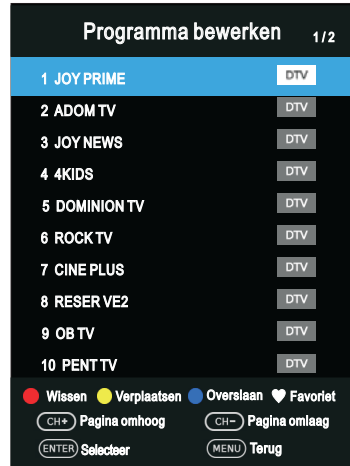 Programma bewerken 1/2
1 JOY PRIME DTV
2 ADOM TV DTV
3 JOY NEWS DTV
4 4KIDS DTV
5 DOMINION TV DTV
6 ROCK TV DTV
7 CINE PLUS DTV
8 RESER VE2 DTV
9 OB TV DTV
10 PENT TV DTV
Wissen Verplaatsen Overslaan Favoriet
CH+ Pagina omhoog CH- Pagina omlaag
ENTER Selecteer MENU Terug